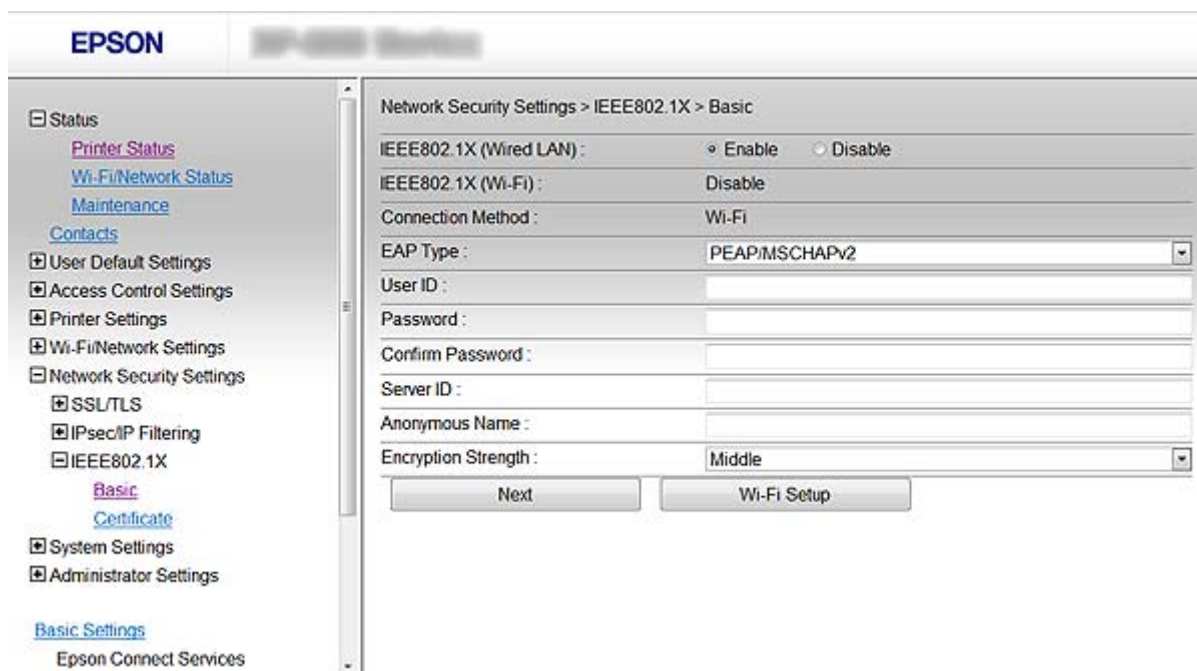 EPSON
Status
Printer Status
Wi-Fi/Network Status
Maintenance
Contacts
User Default Settings
Access Control Settings
Printer Settings
Wi-Fi/Network Settings
Network Security Settings
SSL/TLS
IPsec/IP Filtering
IEEE802.1X
Basic
Certificate
System Settings
Administrator Settings
Basic Settings
Epson Connect Services
Network Security Settings > IEEE802.1X > Basic
IEEE802.1X (Wired LAN) : Enable Disable
IEEE802.1X (Wi-Fi) : Disable
Connection Method : Wi-Fi
EAP Type : PEAP/MSCHAPv2
User ID :
Password :
Confirm Password :
Server ID :
Anonymous Name :
Encryption Strength : Middle
Next Wi-Fi Setup